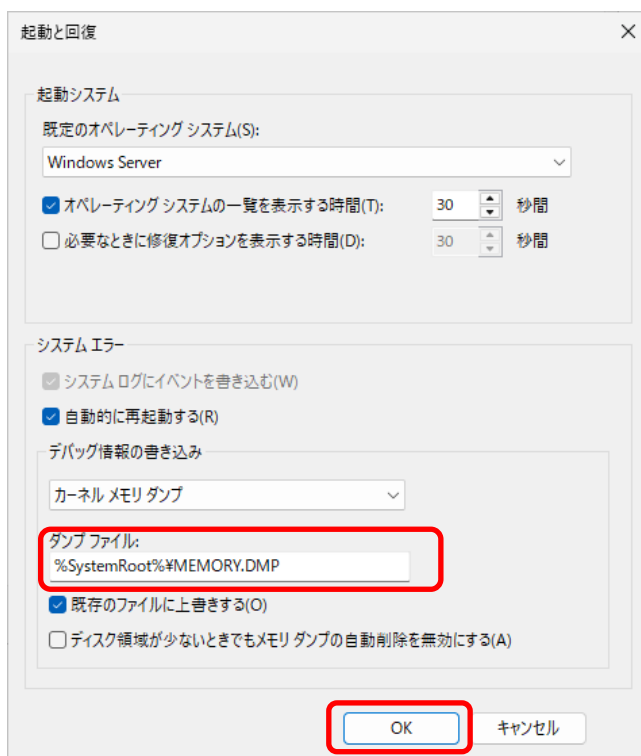 起動と回復
起動システム
既定のオペレーティング システム(S):
Windows Server
オペレーティング システムの一覧を表示する時間(T): 30 秒間
必要なときに修復オプションを表示する時間(D): 30 秒間
システム エラー
システム ログにイベントを書き込む(W)
自動的に再起動する(R)
デバッグ情報の書き込み
カーネル メモリ ダンプ
ダンプ ファイル:
%SystemRoot%¥MEMORY.DMP
既存のファイルに上書きする(O)
ディスク領域が少ないときでもメモリ ダンプの自動削除を無効にする(A)
OK キャンセル